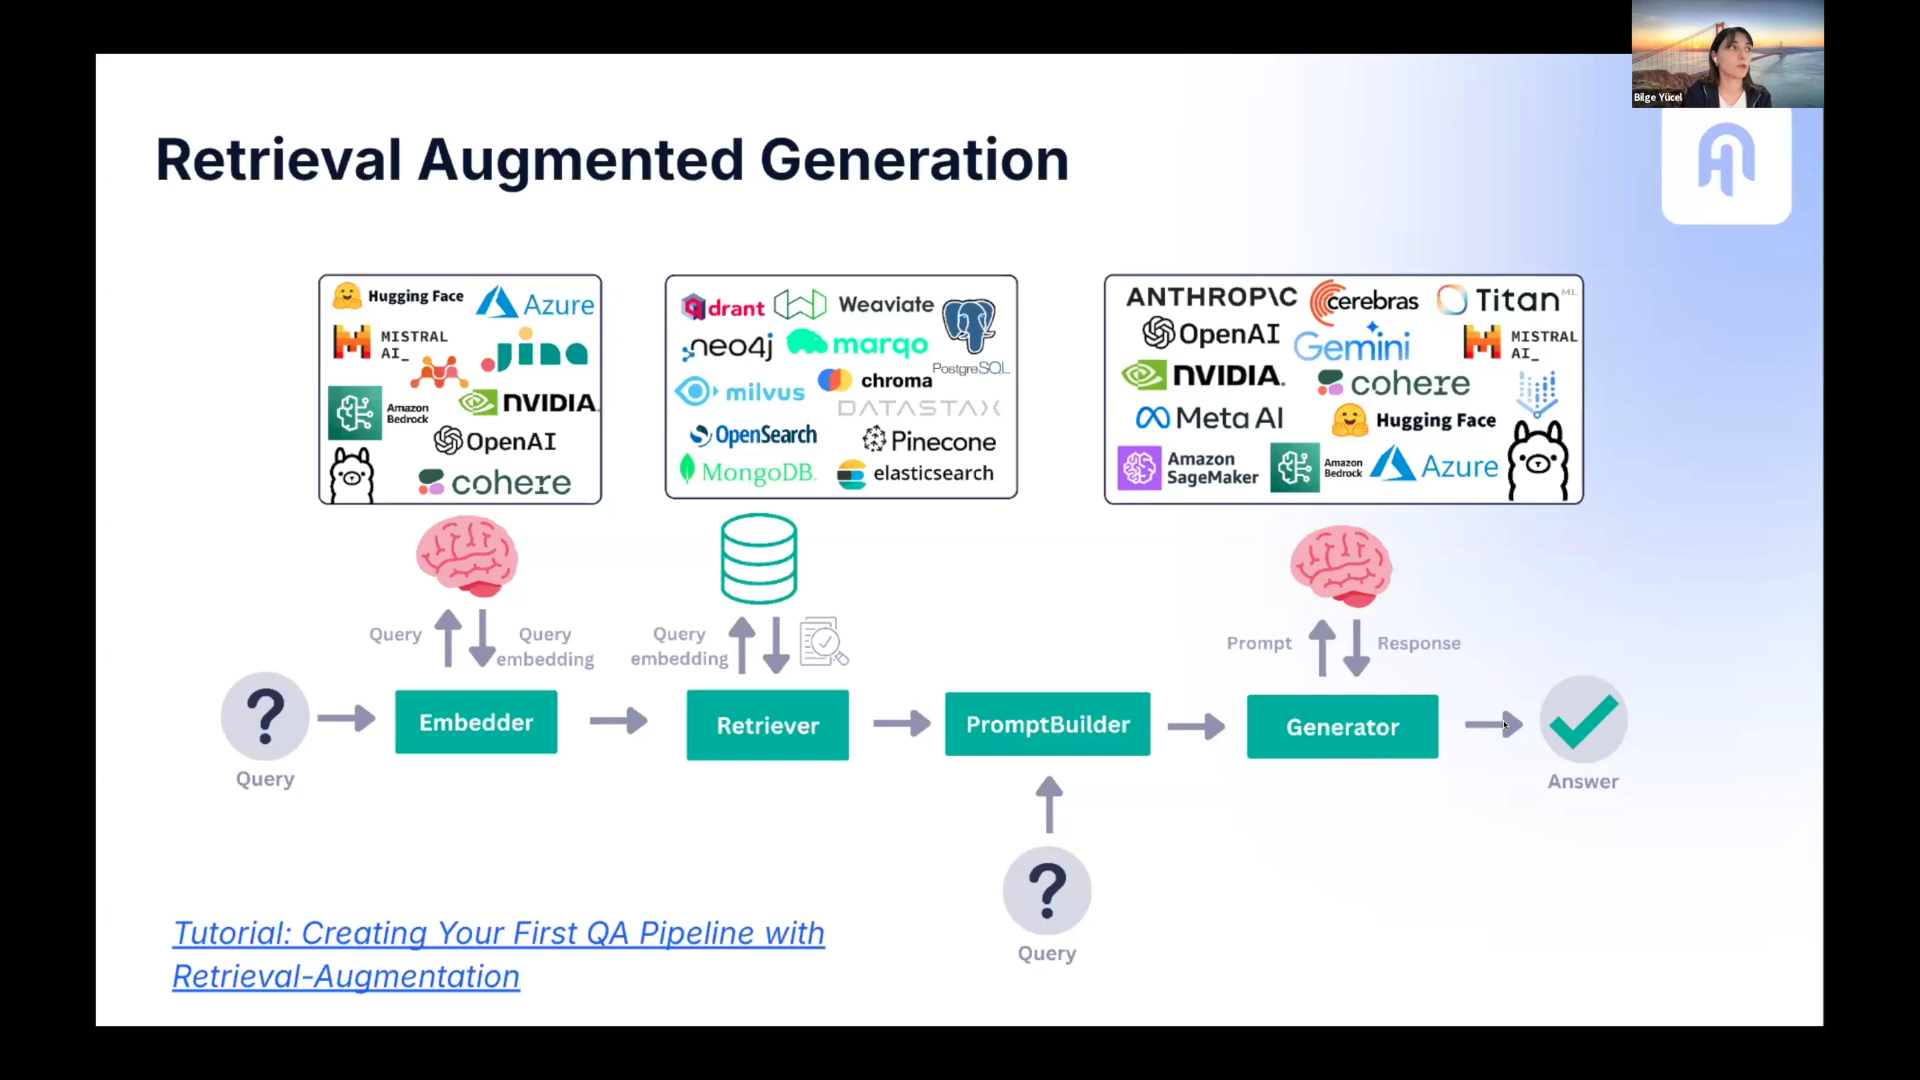 Bilge Yücel
Retrieval Augmented Generation
Hugging Face
Azure
MISTRAL
AI_
Jina
Amazon
Bedrock
NVIDIA
OpenAI
cohere
qdrant
Weaviate
neo4j
marqo
PostgreSQL
milvus
chroma
DATASTAX
OpenSearch
Pinecone
MongoDB
elasticsearch
ANTHROP\C
cerebras
Titan ML
OpenAI
Gemini
MISTRAL
AI_
NVIDIA
cohere
Meta AI
Hugging Face
Amazon
SageMaker
Amazon
Bedrock
Azure
Query
Query
embedding
Query
embedding
Prompt
Response
?
Query
Embedder
Retriever
PromptBuilder
Generator
Answer
?
Query
Tutorial: Creating Your First QA Pipeline with
Retrieval-Augmentation